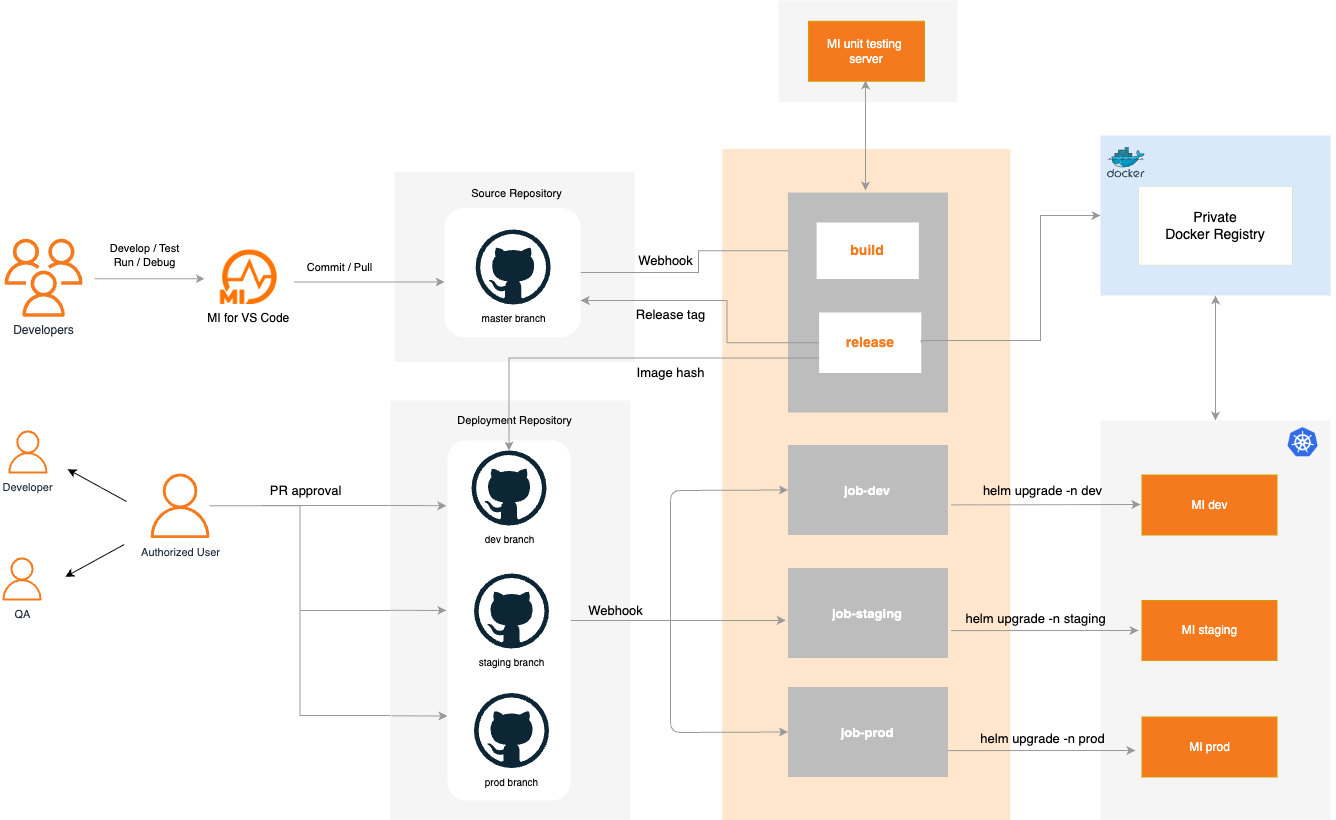 MI unit testing
server
docker
Private
Docker Registry
Source Repository
master branch
Develop / Test
Run / Debug
Developers
MI
MI for VS Code
Commit / Pull
Webhook
Release tag
Image hash
build
release
Deployment Repository
dev branch
staging branch
prod branch
Developer
QA
Authorized User
PR approval
Webhook
job-dev
job-staging
job-prod
helm upgrade -n dev
helm upgrade -n staging
helm upgrade -n prod
MI dev
MI staging
MI prod